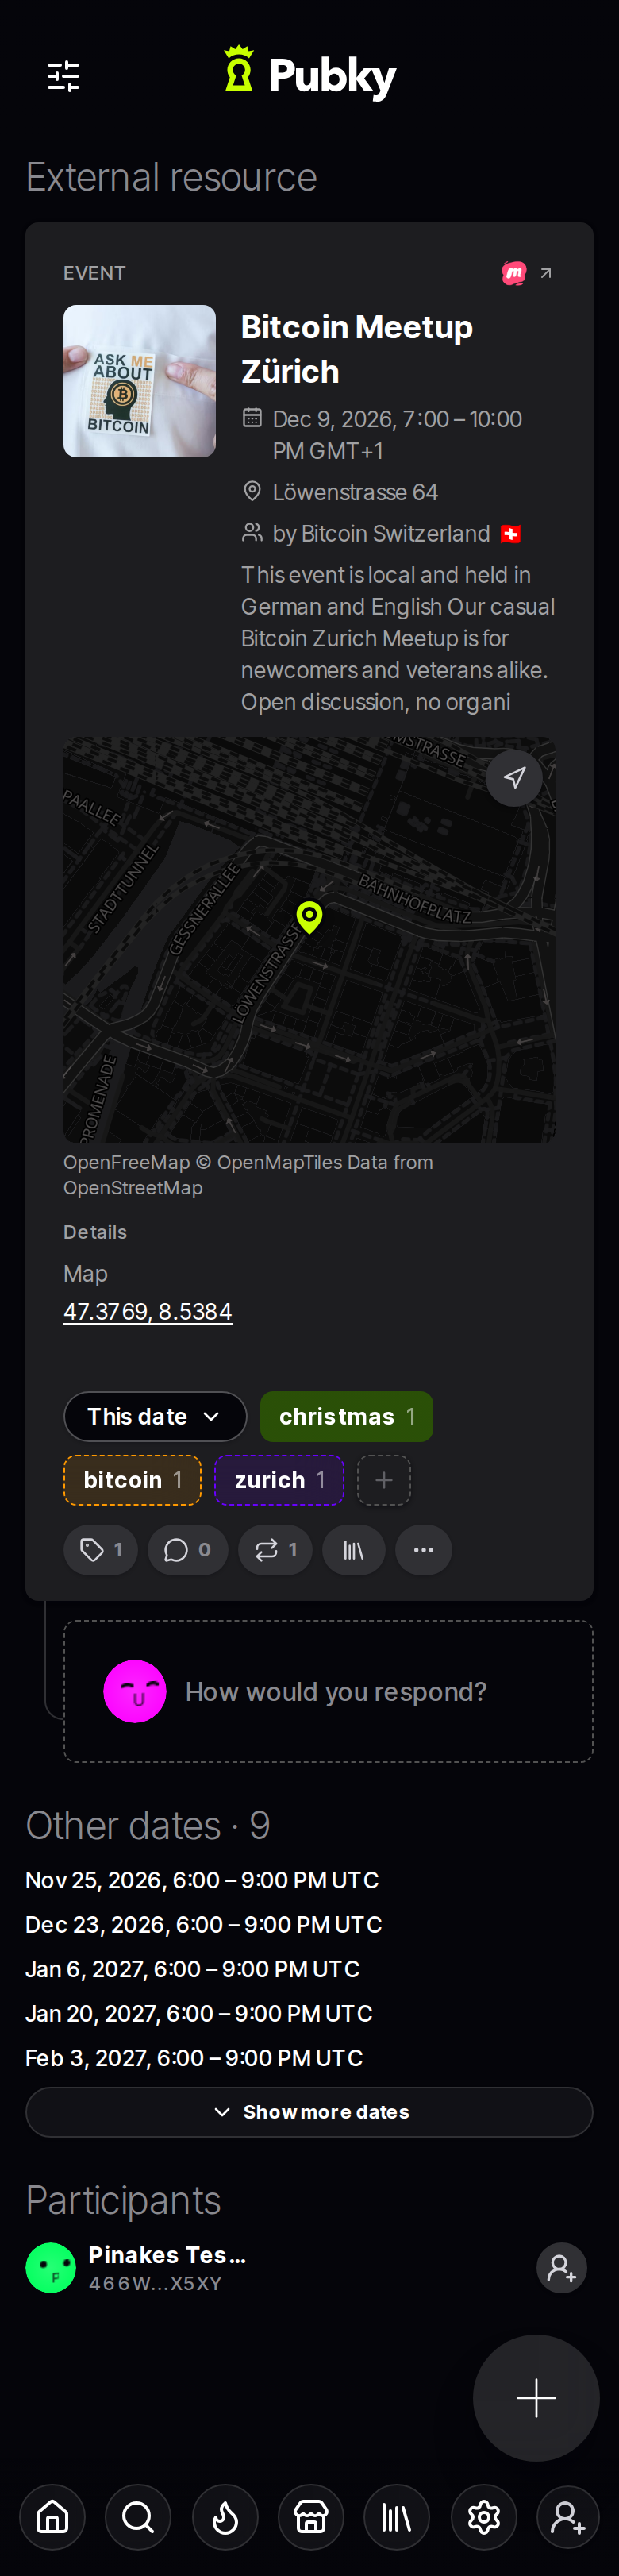 Pubky
External resource
EVENT
ASK ME
ABOUT
BITCOIN
Bitcoin Meetup
Zürich
Dec 9, 2026, 7:00 – 10:00
PM GMT+1
Löwenstrasse 64
by Bitcoin Switzerland 🇨🇭
This event is local and held in
German and English Our casual
Bitcoin Zurich Meetup is for
newcomers and veterans alike.
Open discussion, no organi
MSTRASSE
PAALLEE
STADTTUNNEL
GESSNERALLEE
BAHNHOFPLATZ
LÖWENSTRASSE
PROMENADE
OpenFreeMap © OpenMapTiles Data from
OpenStreetMap
Details
Map
47.3769, 8.5384
This date christmas 1
bitcoin 1 zurich 1
1 0 1
How would you respond?
Other dates · 9
Nov 25, 2026, 6:00 – 9:00 PM UTC
Dec 23, 2026, 6:00 – 9:00 PM UTC
Jan 6, 2027, 6:00 – 9:00 PM UTC
Jan 20, 2027, 6:00 – 9:00 PM UTC
Feb 3, 2027, 6:00 – 9:00 PM UTC
Show more dates
Participants
Pinakes Tes...
466W...X5XY